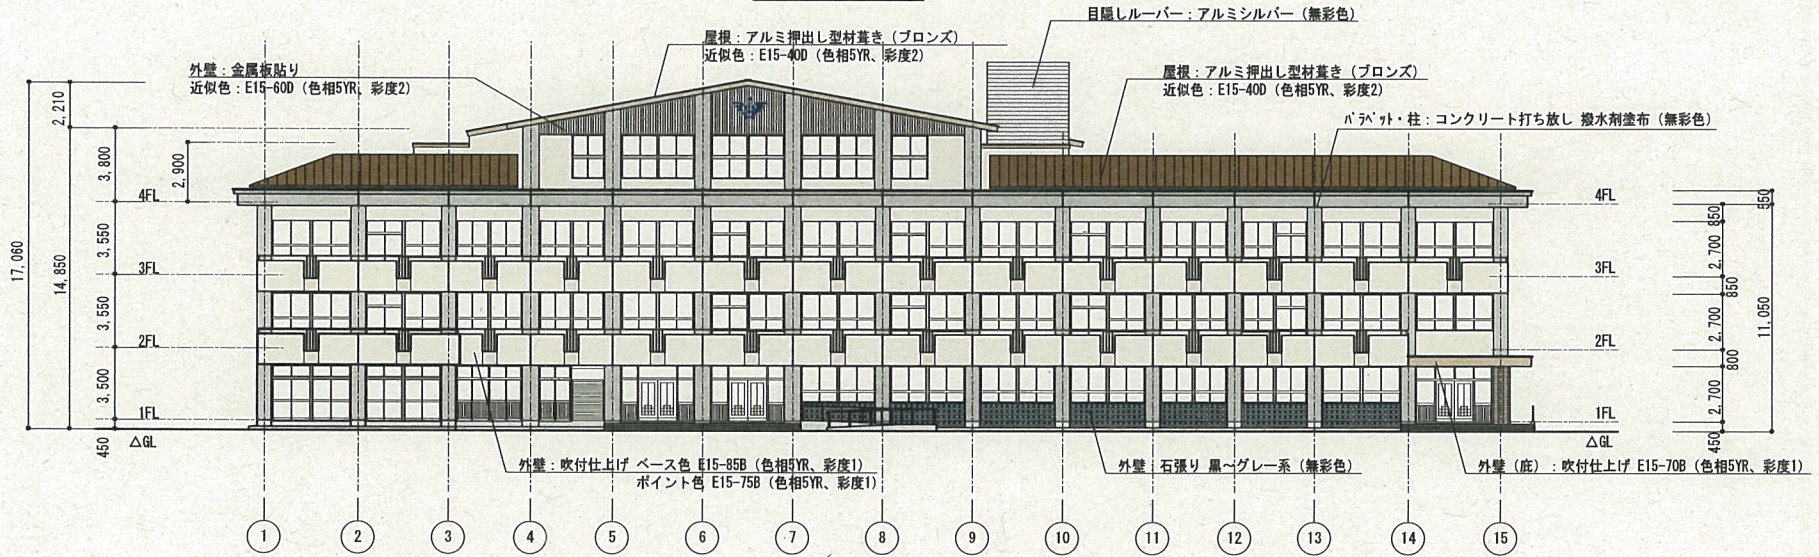 目隠しルーバー：アルミシルバー（無彩色）
屋根：アルミ押出し型材葺き（ブロンズ）
近似色：E15-40D（色相5YR、彩度2）
外壁：金属板貼り
近似色：E15-60D（色相5YR、彩度2）
屋根：アルミ押出し型材葺き（ブロンズ）
近似色：E15-40D（色相5YR、彩度2）
パラペット・柱：コンクリート打ち放し 撥水剤塗布（無彩色）
17,060
2,210
14,850
3,800
2,900
3,550
3,550
3,500
450
4FL
3FL
2FL
1FL
△GL
4FL
3FL
2FL
1FL
△GL
550
850
2,700
850
2,700
800
2,700
450
11,050
外壁：吹付仕上げ ベース色 E15-85B（色相5YR、彩度1）
ポイント色 E15-75B（色相5YR、彩度1）
外壁：石張り 黒～グレー系（無彩色）
外壁（庇）：吹付仕上げ E15-70B（色相5YR、彩度1）
1 2 3 4 5 6 7 8 9 10 11 12 13 14 15